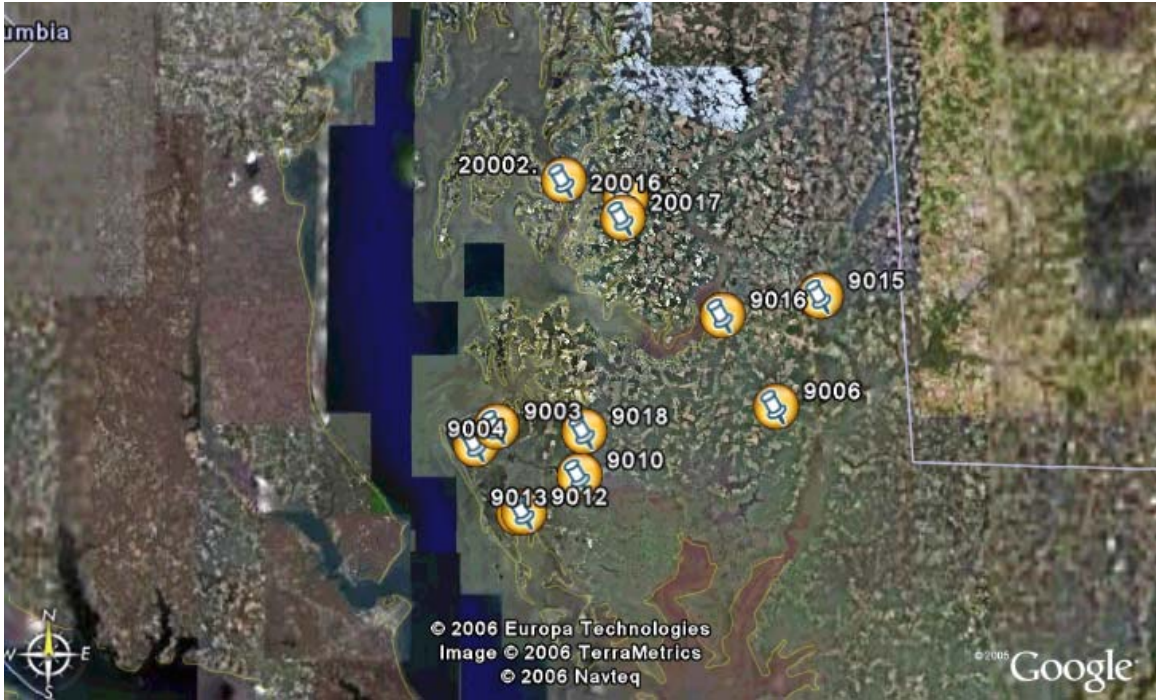 umbia
20002.
20016
20017
9015
9016
9006
9003
9018
9004
9010
9013
9012
N
E
S
© 2006 Europa Technologies
Image © 2006 TerraMetrics
© 2006 Navteq
©2005
Google